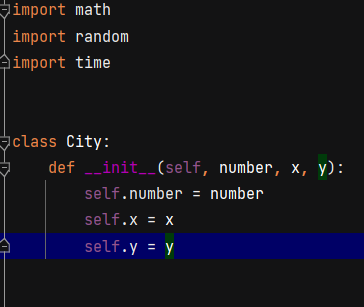 import math
import random
import time
class City:
    def __init__(self, number, x, y):
        self.number = number
        self.x = x
        self.y = y